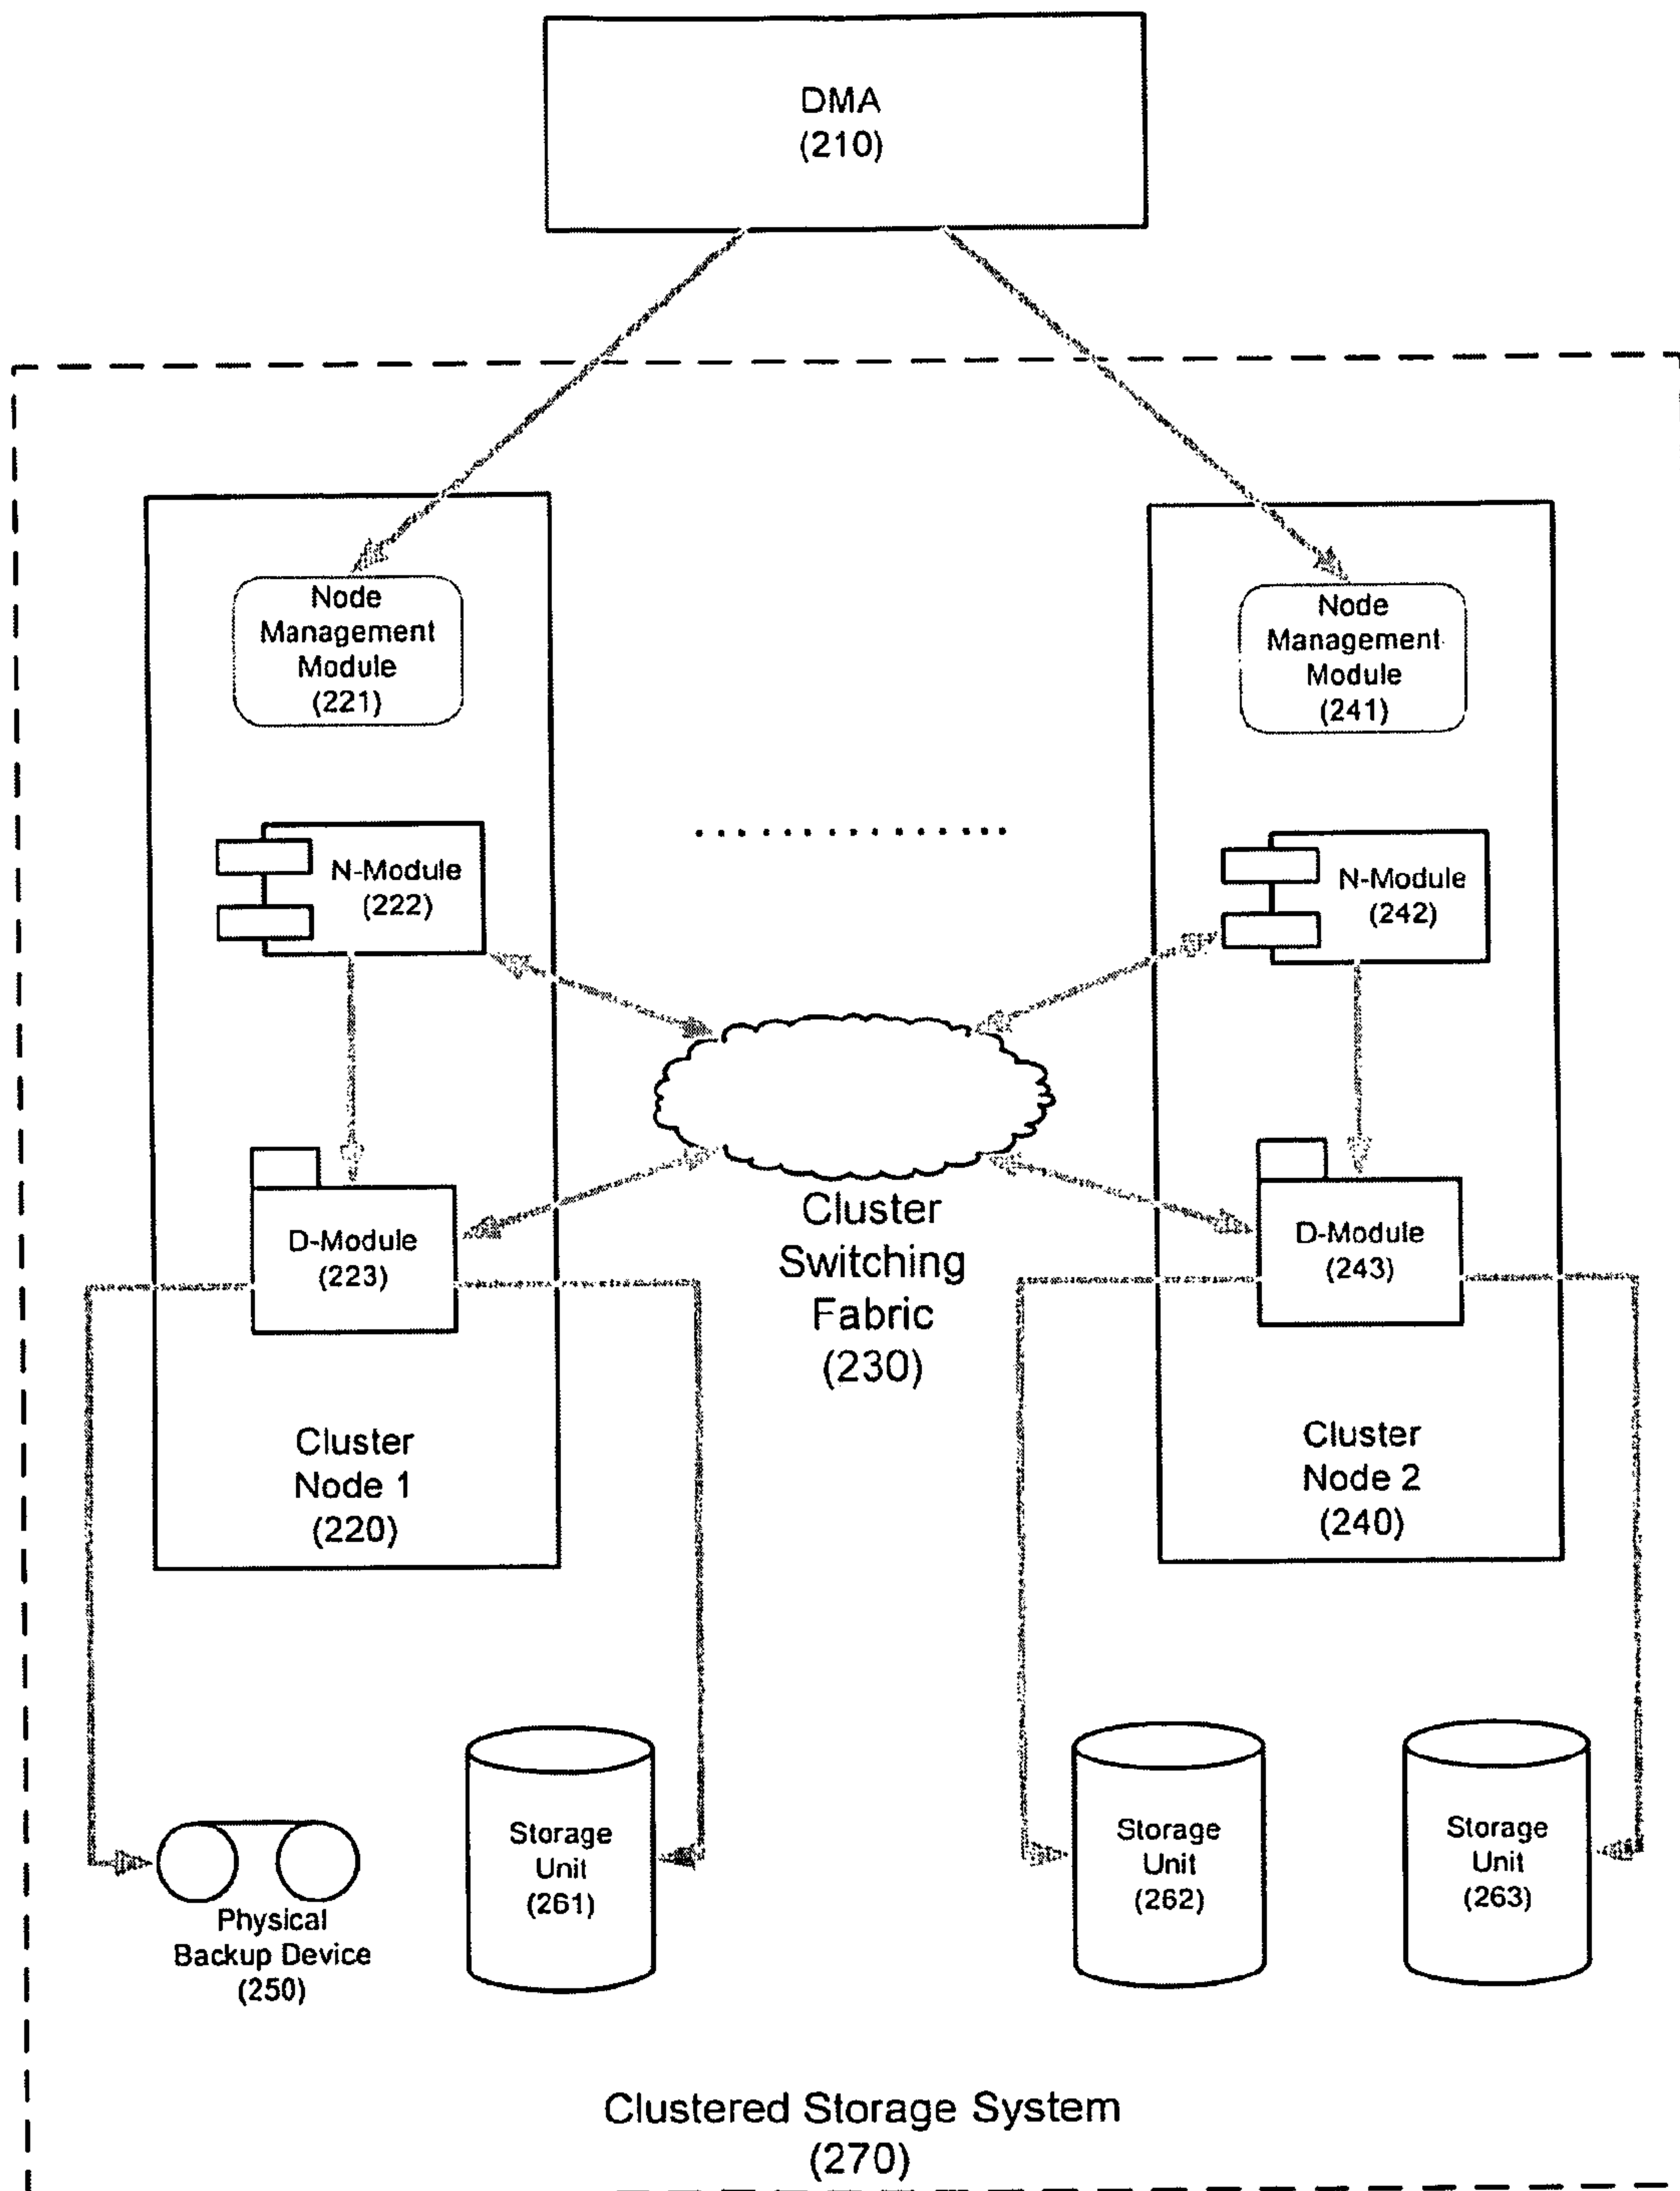 DMA
(210)
Node
Management
Module
(221)
Node
Management
Module
(241)
N-Module
(222)
N-Module
(242)
Cluster
Switching
Fabric
(230)
D-Module
(223)
D-Module
(243)
Cluster
Node 1
(220)
Cluster
Node 2
(240)
Physical
Backup Device
(250)
Storage
Unit
(261)
Storage
Unit
(262)
Storage
Unit
(263)
Clustered Storage System
(270)